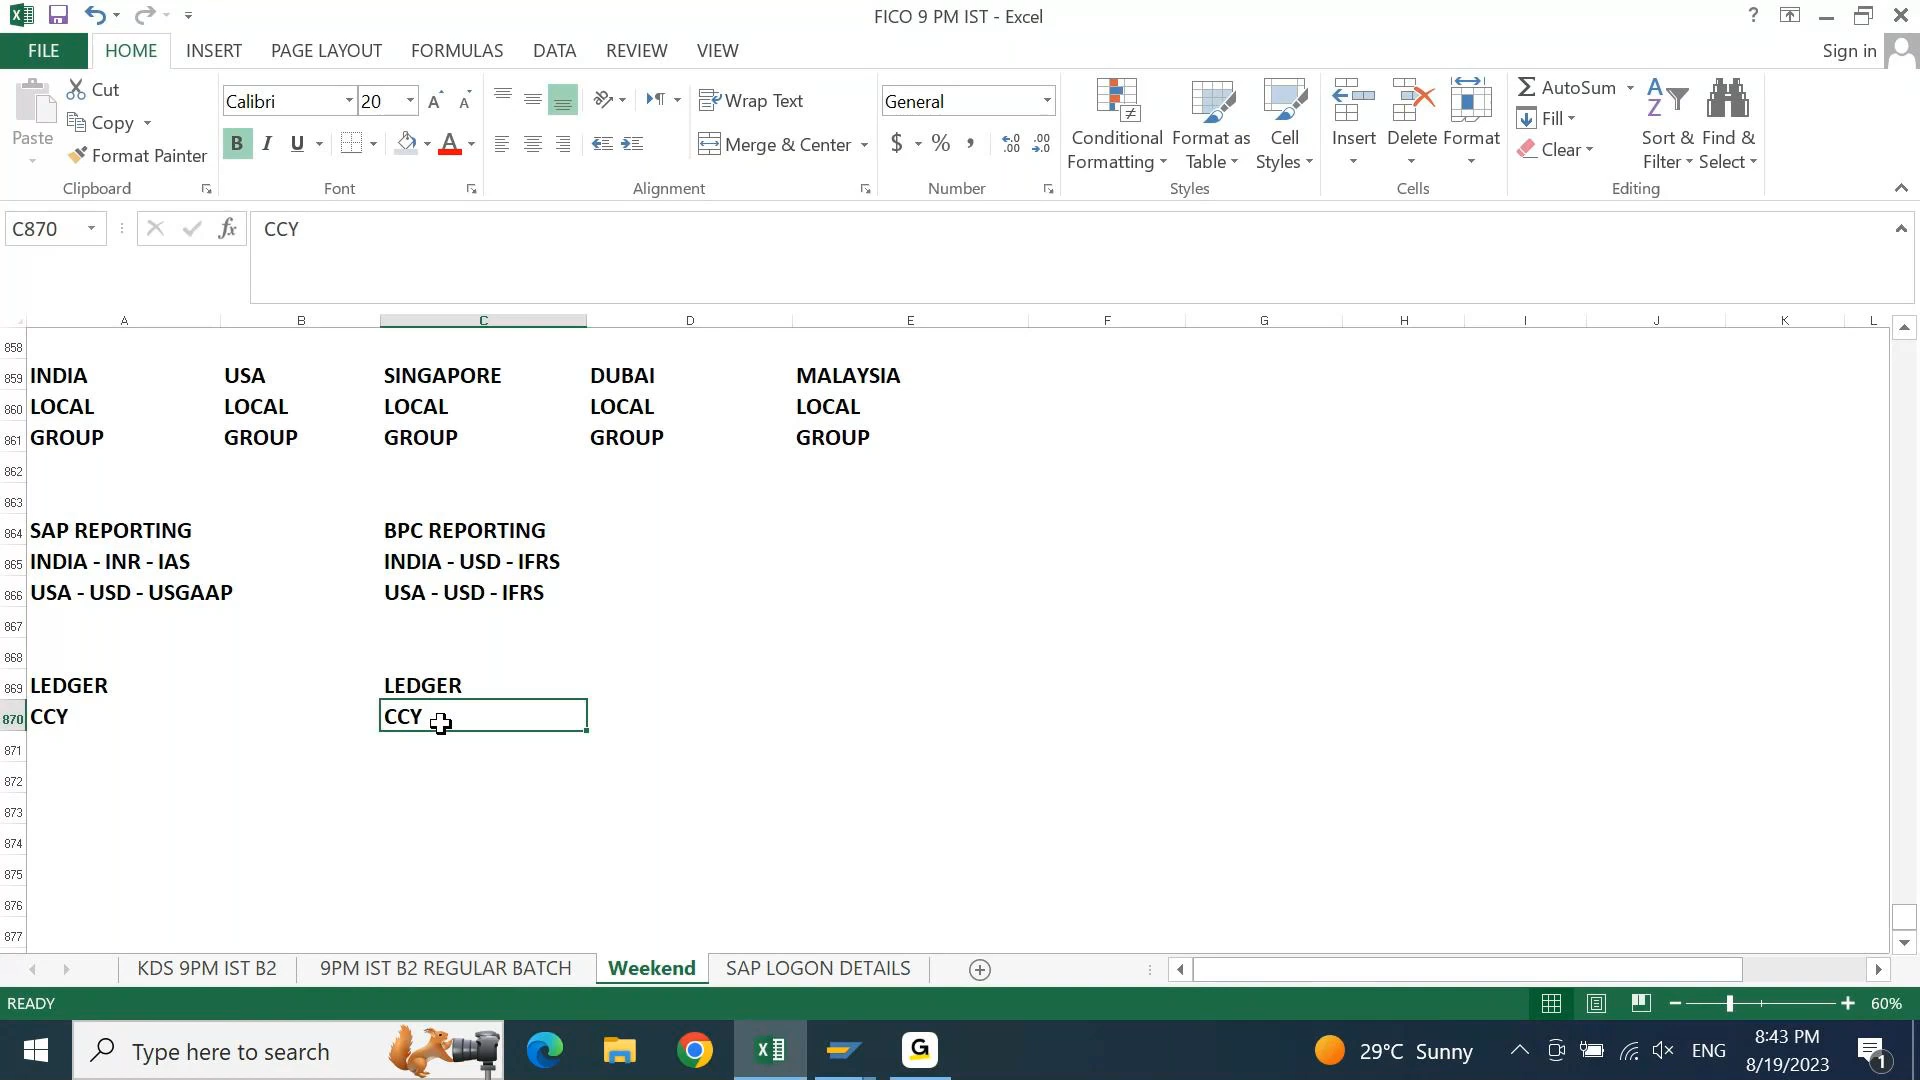 FICO 9 PM IST - Excel
?
FILE HOME INSERT PAGE LAYOUT FORMULAS DATA REVIEW VIEW Sign in
Paste Cut Copy Format Painter
Clipboard
Calibri 20 A A
B I U A
Font
Wrap Text
Merge & Center
Alignment
General
$ % , .00 .00
Number
Conditional Formatting Format as Table Cell Styles
Styles
Insert Delete Format
Cells
AutoSum
Fill
Clear
Sort & Filter Find & Select
Editing
C870 fx CCY
A B C D E F G H I J K L
858
859 INDIA USA SINGAPORE DUBAI MALAYSIA
860 LOCAL LOCAL LOCAL LOCAL LOCAL
861 GROUP GROUP GROUP GROUP GROUP
862
863
864 SAP REPORTING BPC REPORTING
865 INDIA - INR - IAS INDIA - USD - IFRS
866 USA - USD - USGAAP USA - USD - IFRS
867
868
869 LEDGER LEDGER
870 CCY CCY
871
872
873
874
875
876
877
KDS 9PM IST B2 9PM IST B2 REGULAR BATCH Weekend SAP LOGON DETAILS
READY 60%
Type here to search 29°C Sunny ENG 8:43 PM
8/19/2023 1